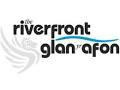 the
riverfront
glan yr afon